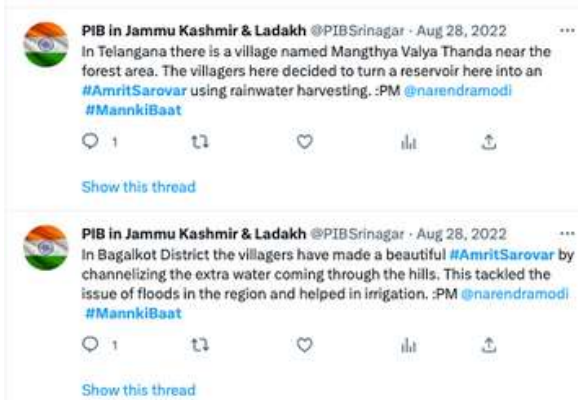 PIB in Jammu Kashmir & Ladakh @PIBSrinagar · Aug 28, 2022
In Telangana there is a village named Mangthya Valya Thanda near the
forest area. The villagers here decided to turn a reservoir here into an
#AmritSarovar using rainwater harvesting. :PM @narendramodi
#MannkiBaat
1
Show this thread
PIB in Jammu Kashmir & Ladakh @PIBSrinagar · Aug 28, 2022
In Bagalkot District the villagers have made a beautiful #AmritSarovar by
channelizing the extra water coming through the hills. This tackled the
issue of floods in the region and helped in irrigation. :PM @narendramodi
#MannkiBaat
1
Show this thread